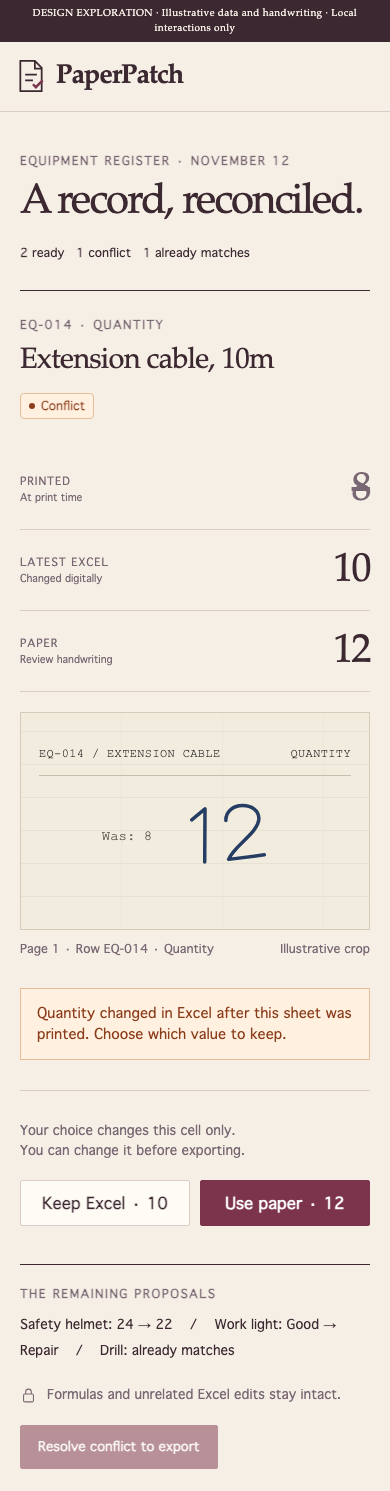 DESIGN EXPLORATION · Illustrative data and handwriting · Local
interactions only
PaperPatch
EQUIPMENT REGISTER · NOVEMBER 12
A record, reconciled.
2 ready 1 conflict 1 already matches
EQ-014 · QUANTITY
Extension cable, 10m
Conflict
PRINTED
At print time
8
LATEST EXCEL
Changed digitally
10
PAPER
Review handwriting
12
EQ-014 / EXTENSION CABLE QUANTITY
Was: 8 12
Page 1 · Row EQ-014 · Quantity Illustrative crop
Quantity changed in Excel after this sheet was
printed. Choose which value to keep.
Your choice changes this cell only.
You can change it before exporting.
Keep Excel · 10 Use paper · 12
THE REMAINING PROPOSALS
Safety helmet: 24 → 22 / Work light: Good →
Repair / Drill: already matches
Formulas and unrelated Excel edits stay intact.
Resolve conflict to export